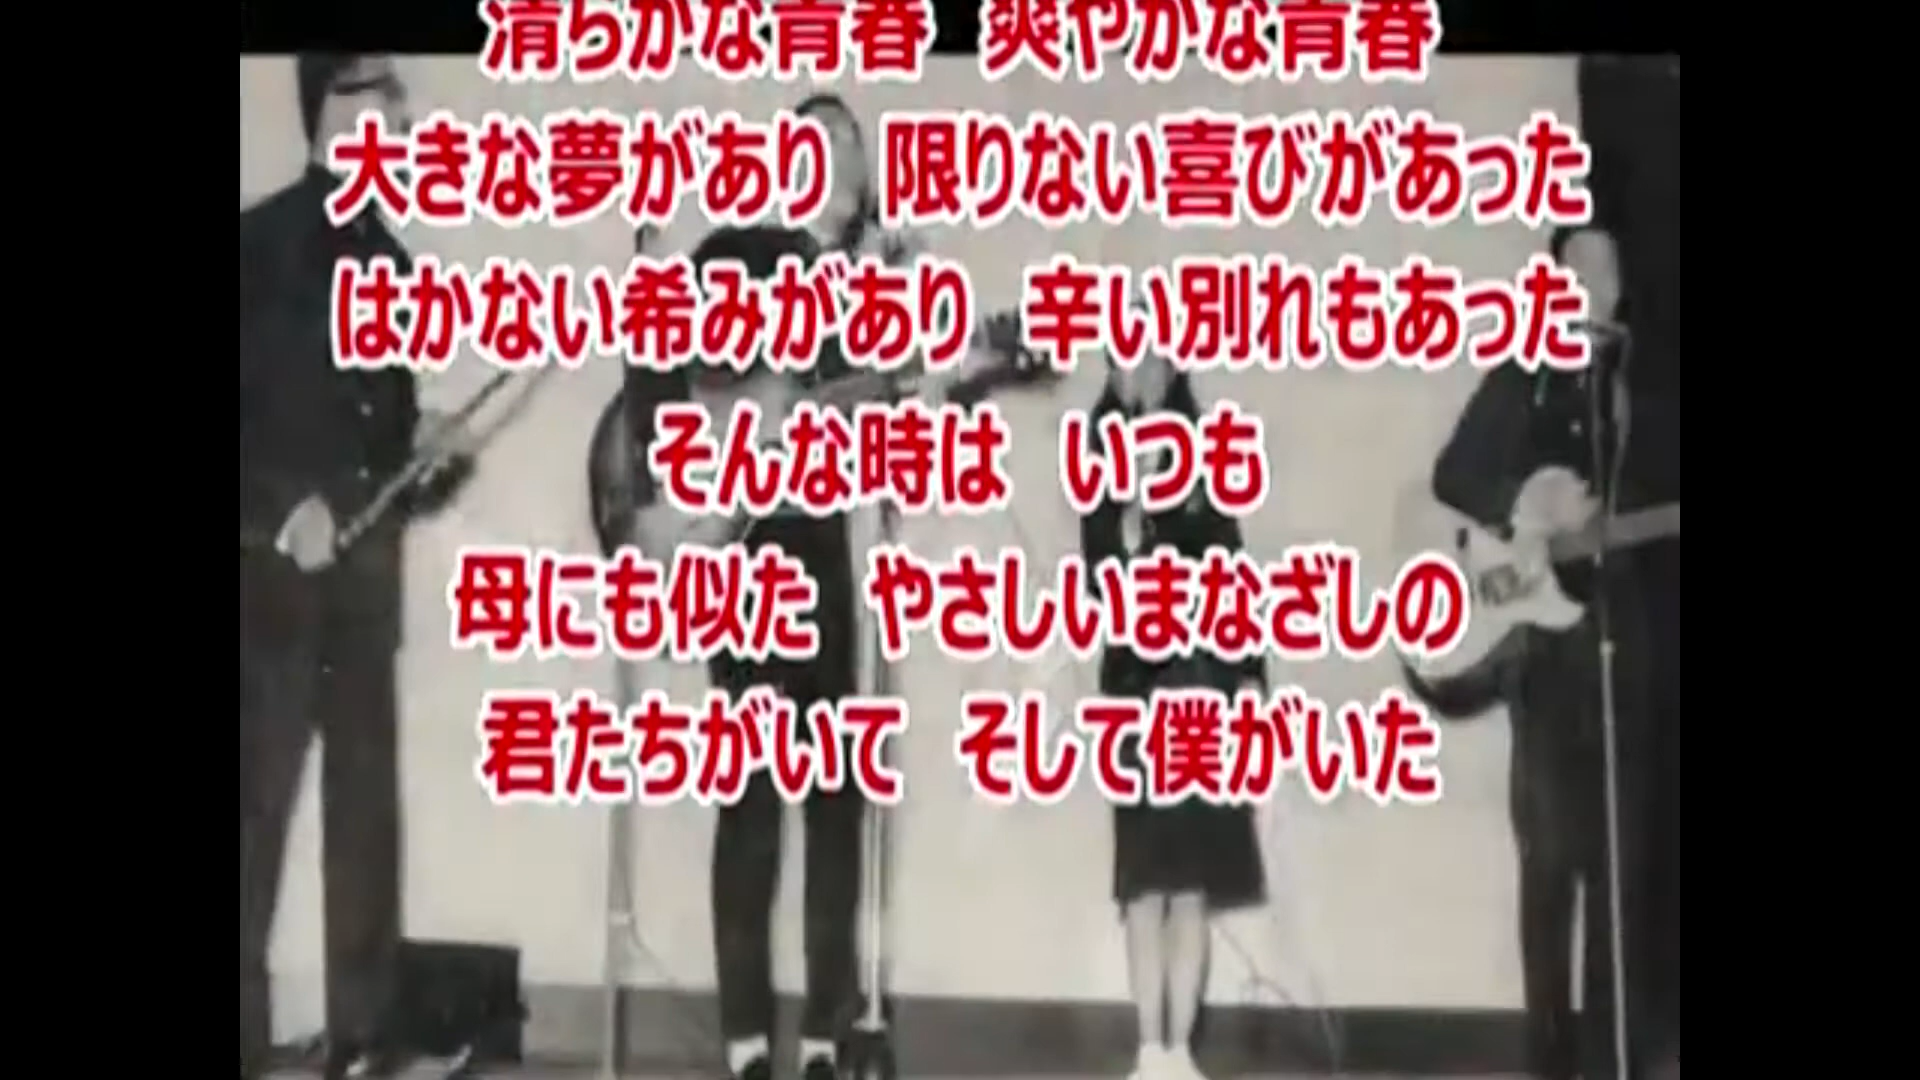 清らかな青春　爽やかな青春
大きな夢があり　限りない喜びがあった
はかない希みがあり　辛い別れもあった
そんな時は　いつも
母にも似た　やさしいまなざしの
君たちがいて　そして僕がいた